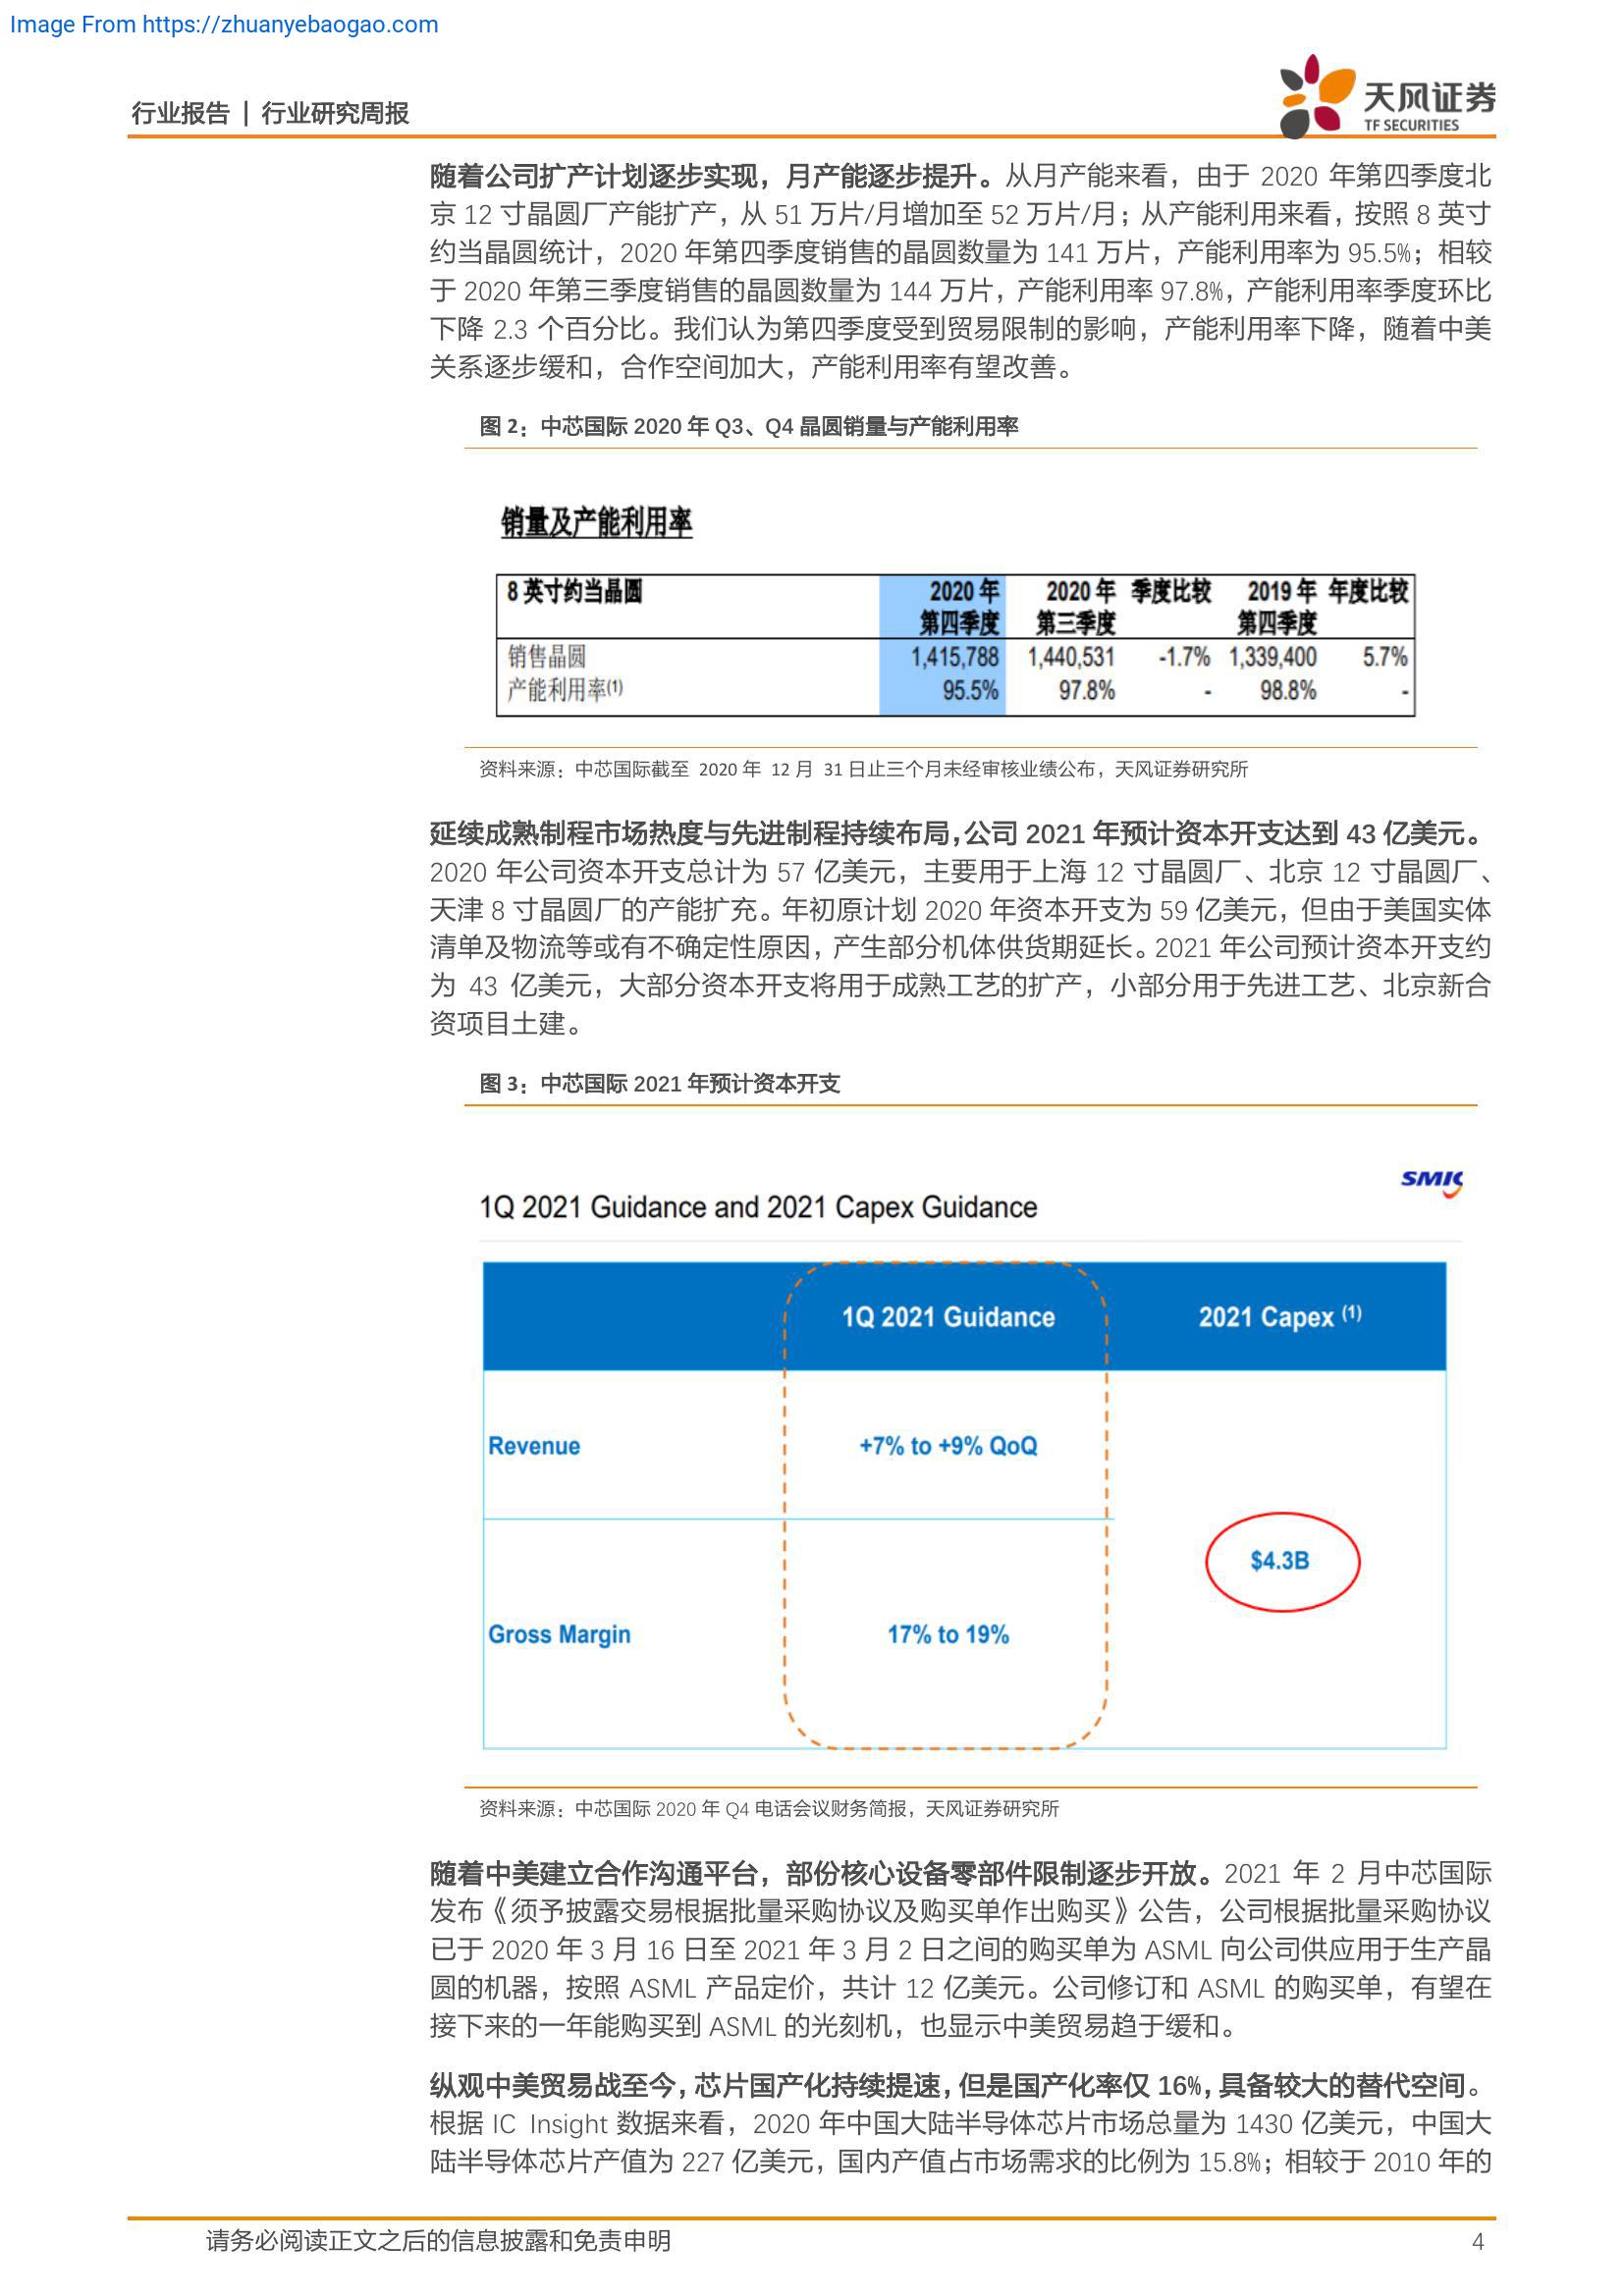 Image From https://zhuanyebaogao.com
行业报告 | 行业研究周报
天风证券
TF SECURITIES
随着公司扩产计划逐步实现，月产能逐步提升。从月产能来看，由于 2020 年第四季度北
京 12 寸晶圆厂产能扩产，从 51 万片/月增加至 52 万片/月；从产能利用来看，按照 8 英寸
约当晶圆统计，2020 年第四季度销售的晶圆数量为 141 万片，产能利用率为 95.5%；相较
于 2020 年第三季度销售的晶圆数量为 144 万片，产能利用率 97.8%，产能利用率季度环比
下降 2.3 个百分比。我们认为第四季度受到贸易限制的影响，产能利用率下降，随着中美
关系逐步缓和，合作空间加大，产能利用率有望改善。
图 2：中芯国际 2020 年 Q3、Q4 晶圆销量与产能利用率
销量及产能利用率
8 英寸约当晶圆 2020 年 2020 年 季度比较 2019 年 年度比较
第四季度 第三季度 第四季度
销售晶圆 1,415,788 1,440,531 -1.7% 1,339,400 5.7%
产能利用率(1) 95.5% 97.8% - 98.8% -
资料来源：中芯国际截至 2020 年 12 月 31 日止三个月未经审核业绩公布，天风证券研究所
延续成熟制程市场热度与先进制程持续布局，公司 2021 年预计资本开支达到 43 亿美元。
2020 年公司资本开支总计为 57 亿美元，主要用于上海 12 寸晶圆厂、北京 12 寸晶圆厂、
天津 8 寸晶圆厂的产能扩充。年初原计划 2020 年资本开支为 59 亿美元，但由于美国实体
清单及物流等或有不确定性原因，产生部分机体供货期延长。2021 年公司预计资本开支约
为 43 亿美元，大部分资本开支将用于成熟工艺的扩产，小部分用于先进工艺、北京新合
资项目土建。
图 3：中芯国际 2021 年预计资本开支
SMIC
1Q 2021 Guidance and 2021 Capex Guidance
1Q 2021 Guidance 2021 Capex (1)
Revenue +7% to +9% QoQ
$4.3B
Gross Margin 17% to 19%
资料来源：中芯国际 2020 年 Q4 电话会议财务简报，天风证券研究所
随着中美建立合作沟通平台，部份核心设备零部件限制逐步开放。2021 年 2 月中芯国际
发布《须予披露交易根据批量采购协议及购买单作出购买》公告，公司根据批量采购协议
已于 2020 年 3 月 16 日至 2021 年 3 月 2 日之间的购买单为 ASML 向公司供应用于生产晶
圆的机器，按照 ASML 产品定价，共计 12 亿美元。公司修订和 ASML 的购买单，有望在
接下来的一年能购买到 ASML 的光刻机，也显示中美贸易趋于缓和。
纵观中美贸易战至今，芯片国产化持续提速，但是国产化率仅 16%，具备较大的替代空间。
根据 IC Insight 数据来看，2020 年中国大陆半导体芯片市场总量为 1430 亿美元，中国大
陆半导体芯片产值为 227 亿美元，国内产值占市场需求的比例为 15.8%；相较于 2010 年的
请务必阅读正文之后的信息披露和免责申明 4